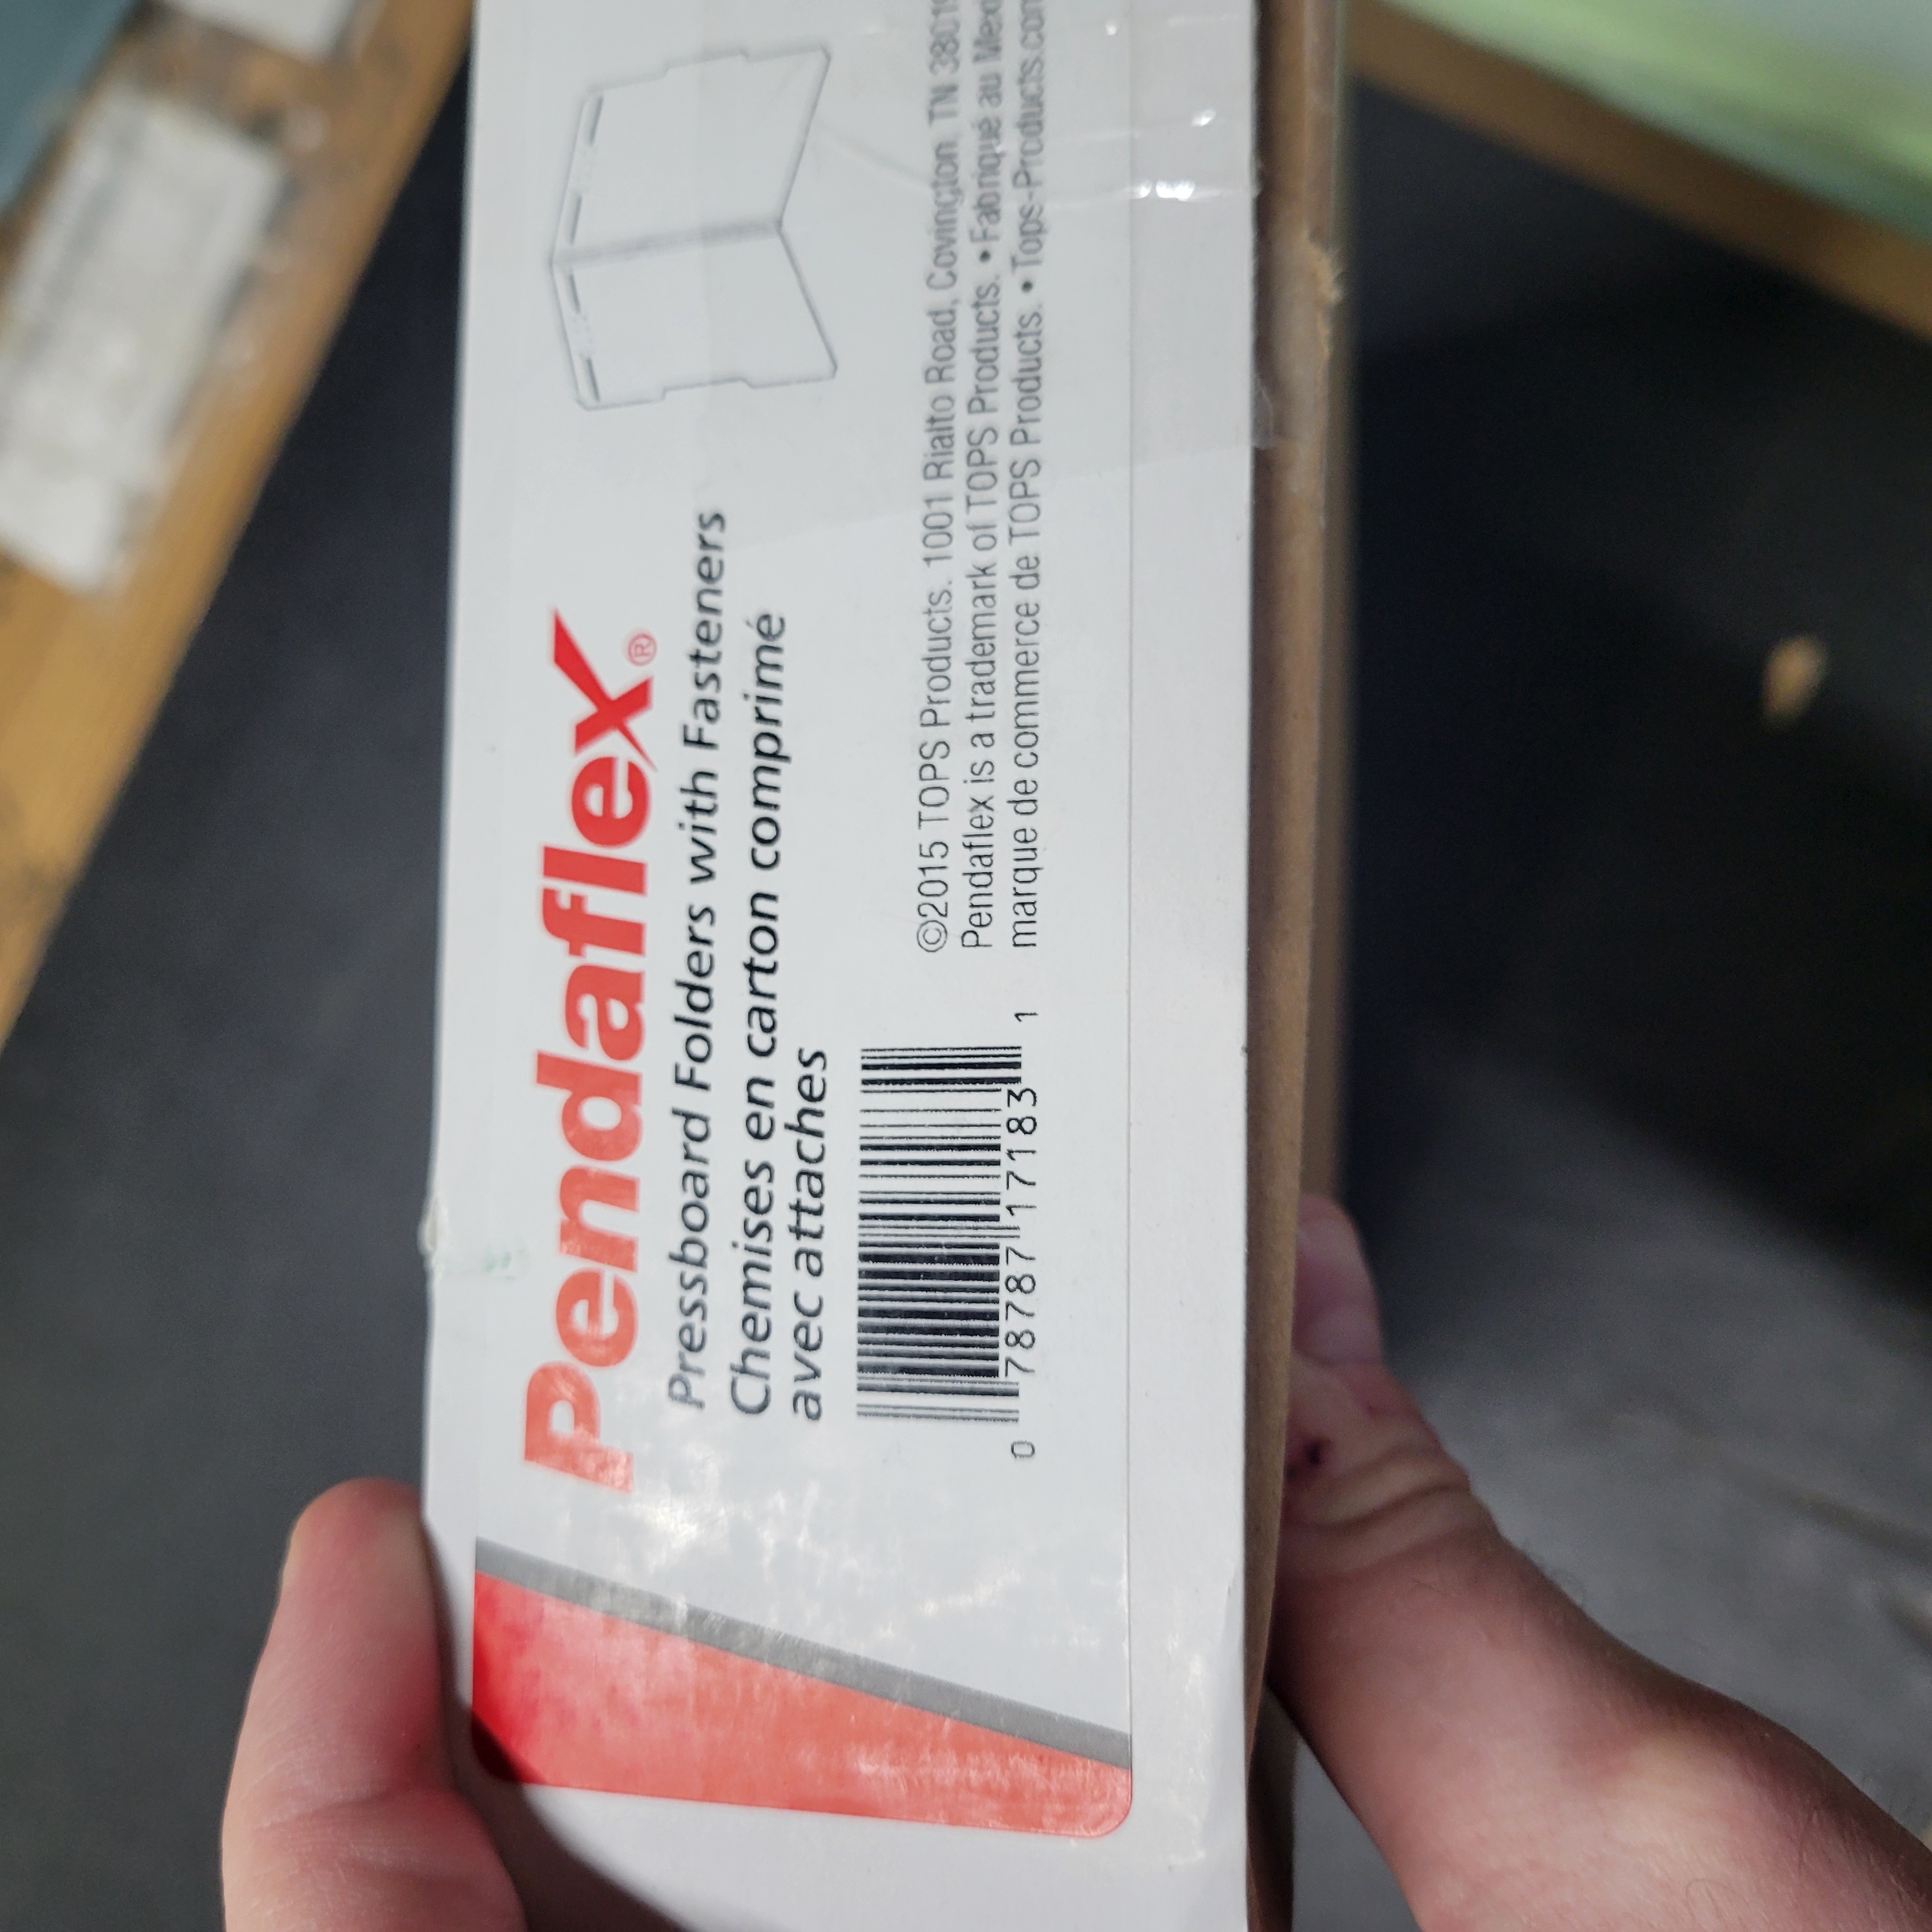 Pendaflex®
Pressboard Folders with Fasteners
Chemises en carton comprimé
avec attaches
0 78787 17183 1
©2015 TOPS Products. 1001 Rialto Road, Covington, TN
Pendaflex is a trademark of TOPS Products. • Fabriqué au
marque de commerce de TOPS Products. • Tops-Products.com